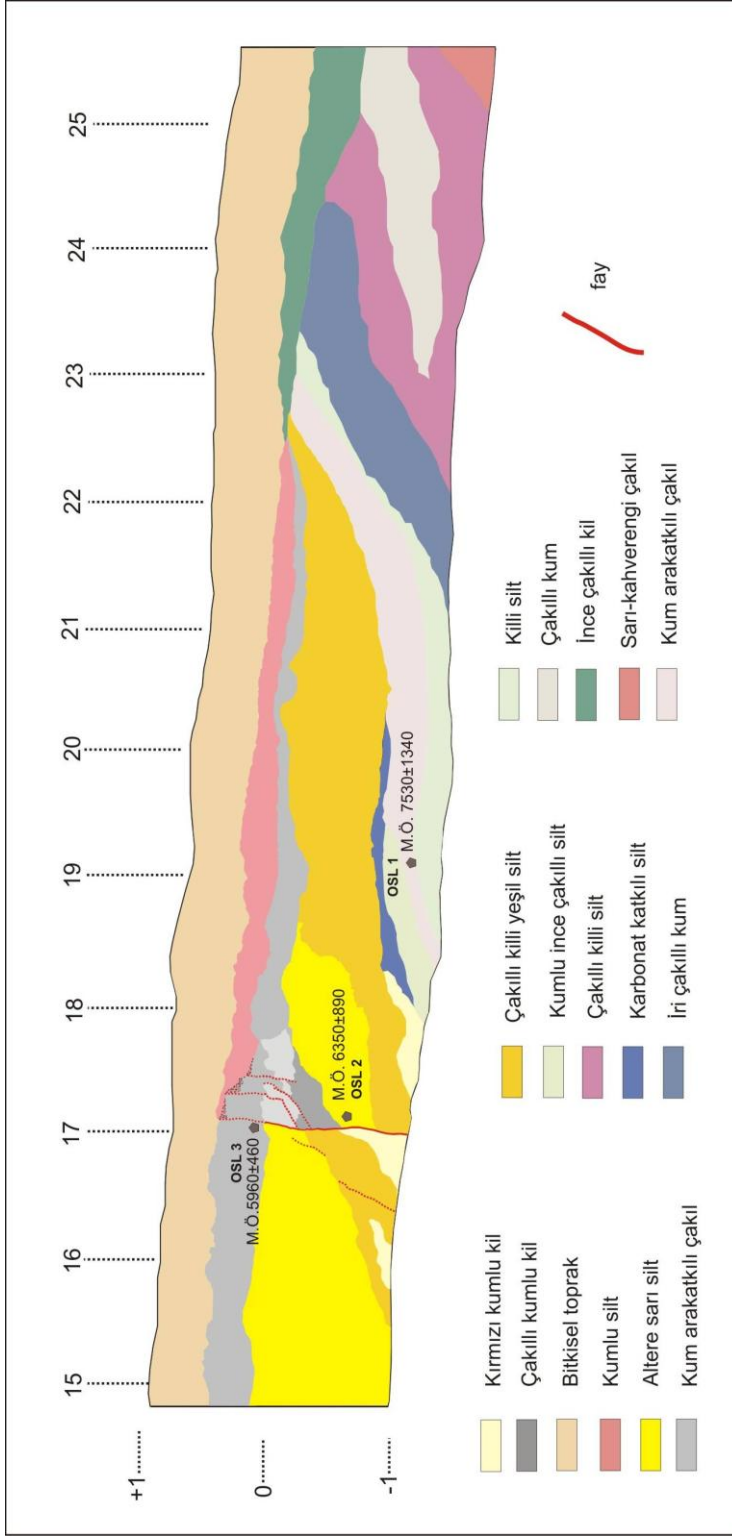 15
16
17
18
19
20
21
22
23
24
25
+1
0
-1
OSL 3
M.Ö.5960±460
M.Ö. 6350±890
OSL 2
OSL 1
M.Ö. 7530±1340
Kırmızı kumlu kil
Çakıllı kumlu kil
Bitkisel toprak
Kumlu silt
Altere sarı silt
Kum arakatkılı çakıl
Çakıllı killi yeşil silt
Kumlu ince çakıllı silt
Çakıllı killi silt
Karbonat katkılı silt
İri çakıllı kum
Killi silt
Çakıllı kum
İnce çakıllı kil
Sarı-kahverengi çakıl
Kum arakatkılı çakıl
fay